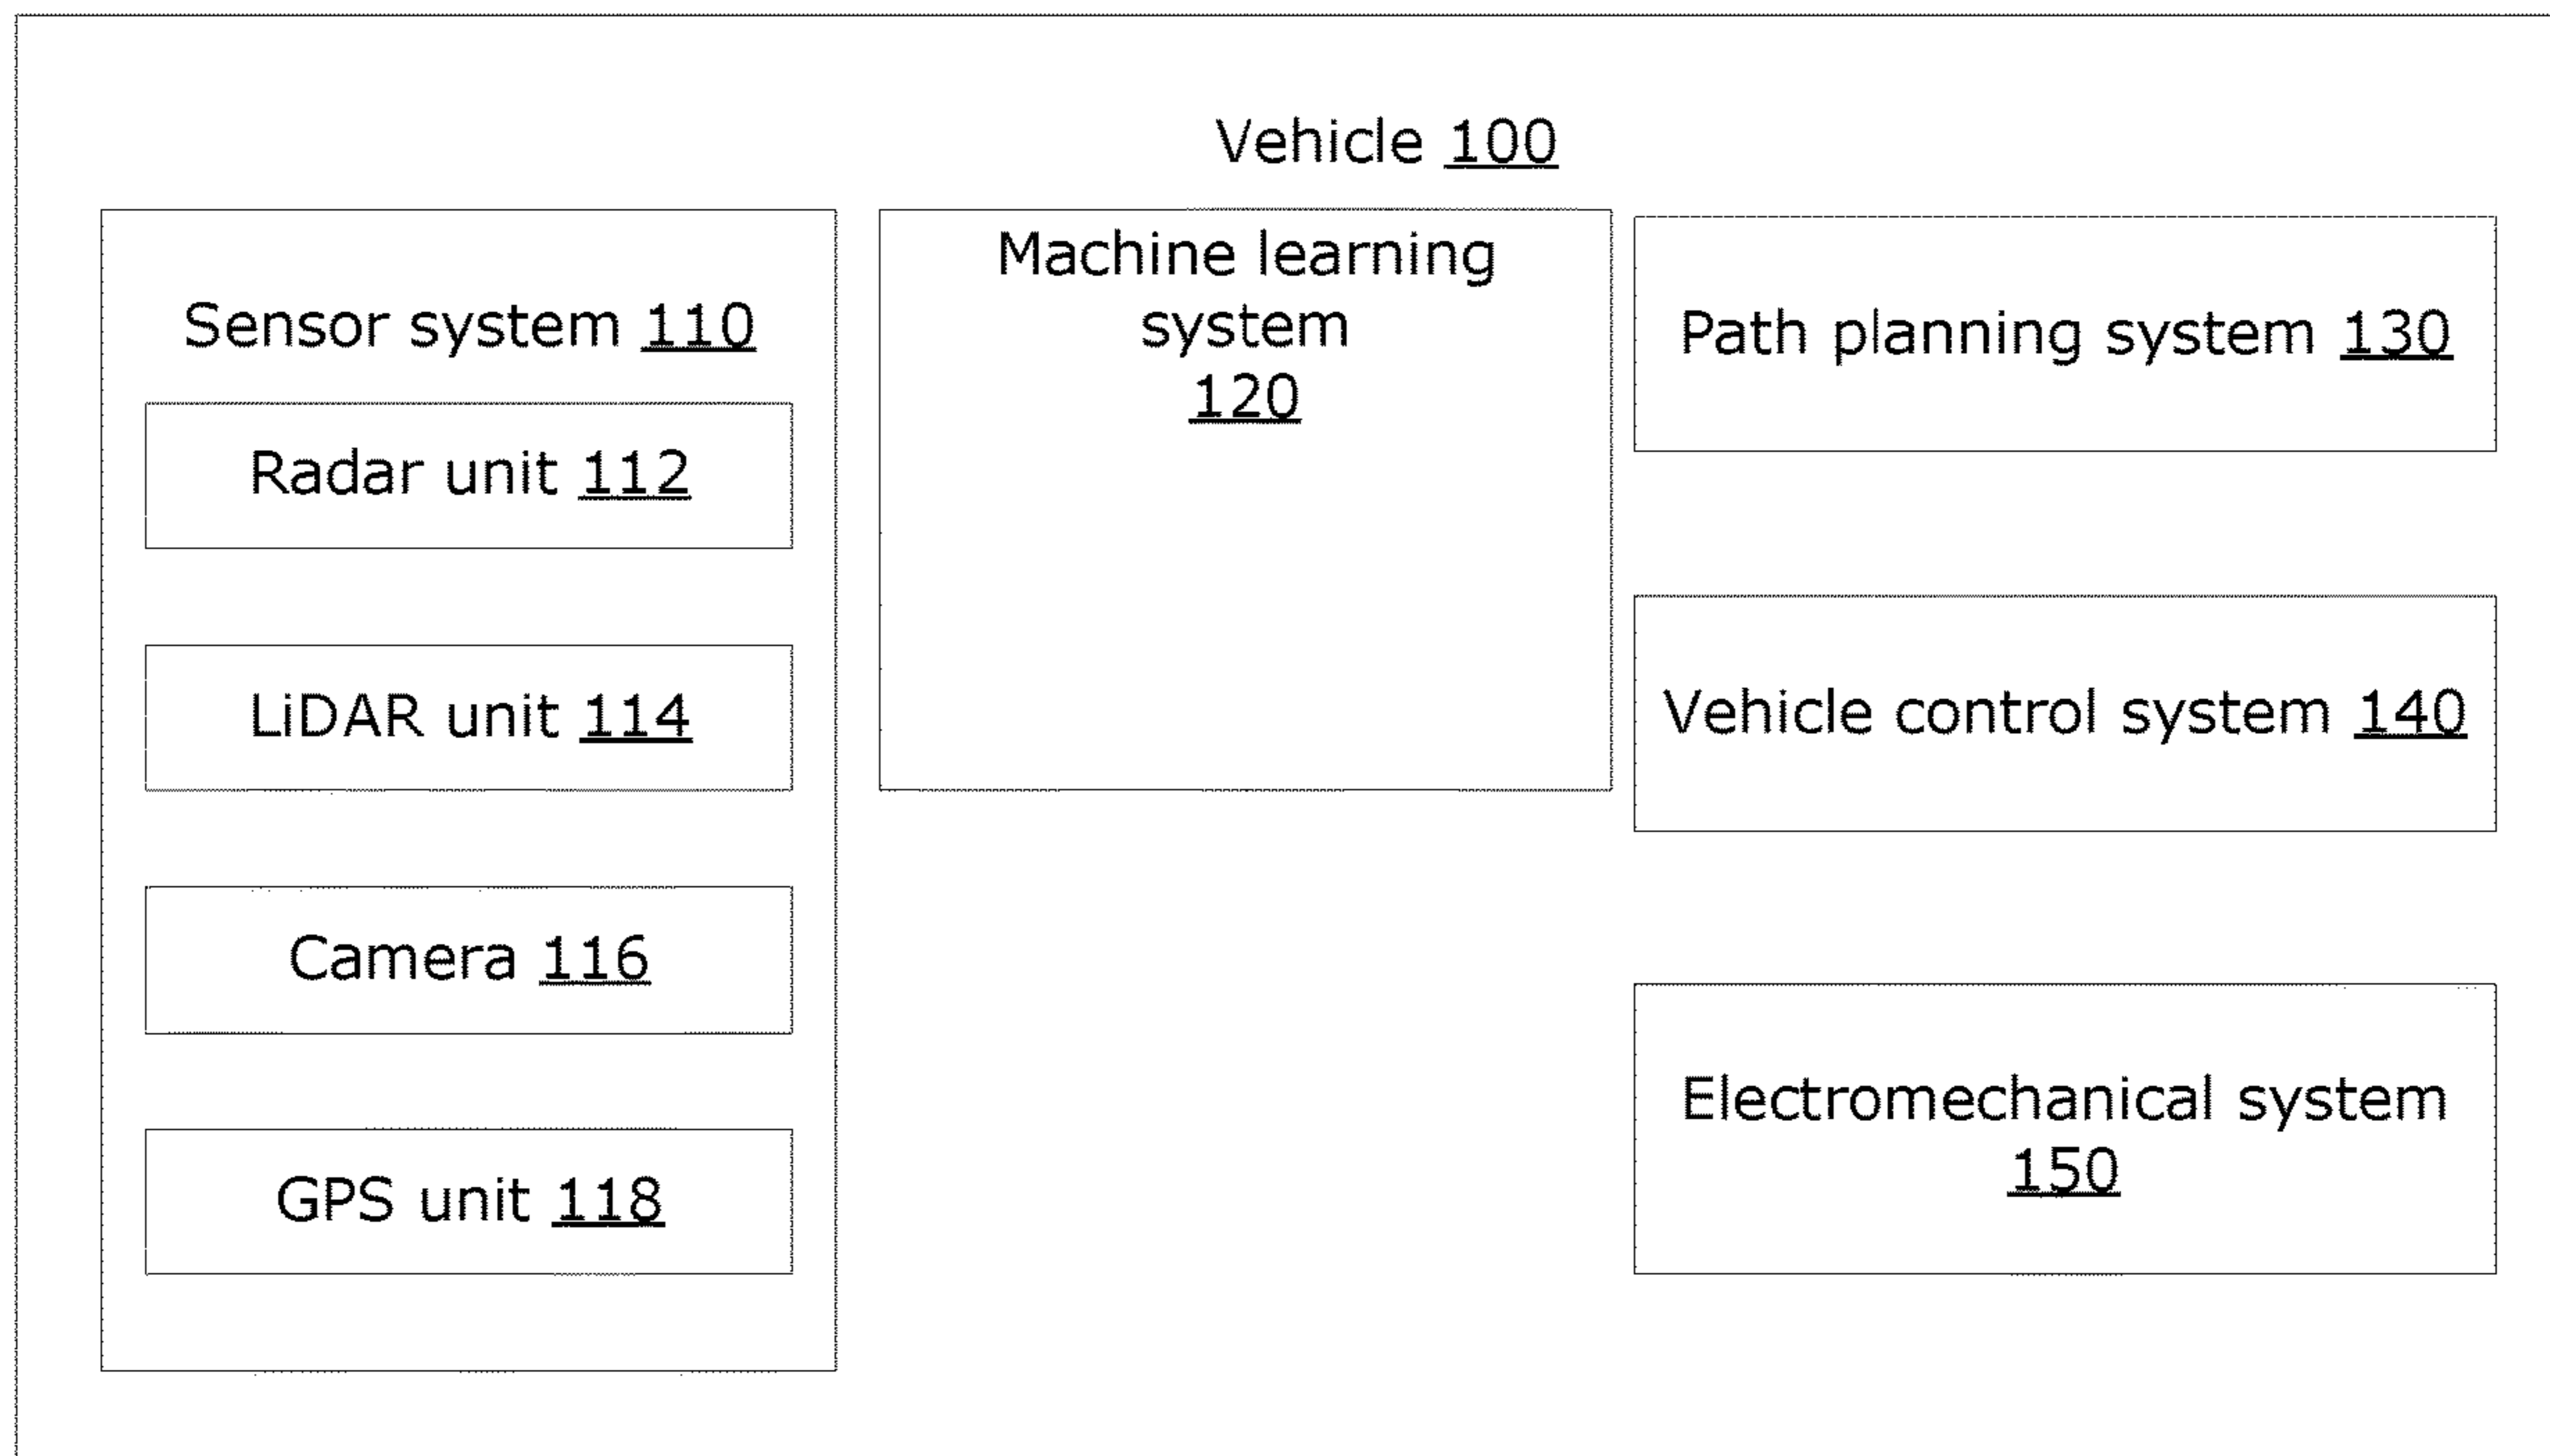 Vehicle 100
Sensor system 110
Radar unit 112
LiDAR unit 114
Camera 116
GPS unit 118
Machine learning
system
120
Path planning system 130
Vehicle control system 140
Electromechanical system
150